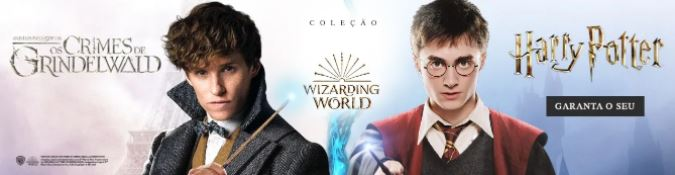 OS CRIMES DE
GRINDELWALD
COLEÇÃO
WIZARDING
WORLD
Harry Potter
GARANTA O SEU